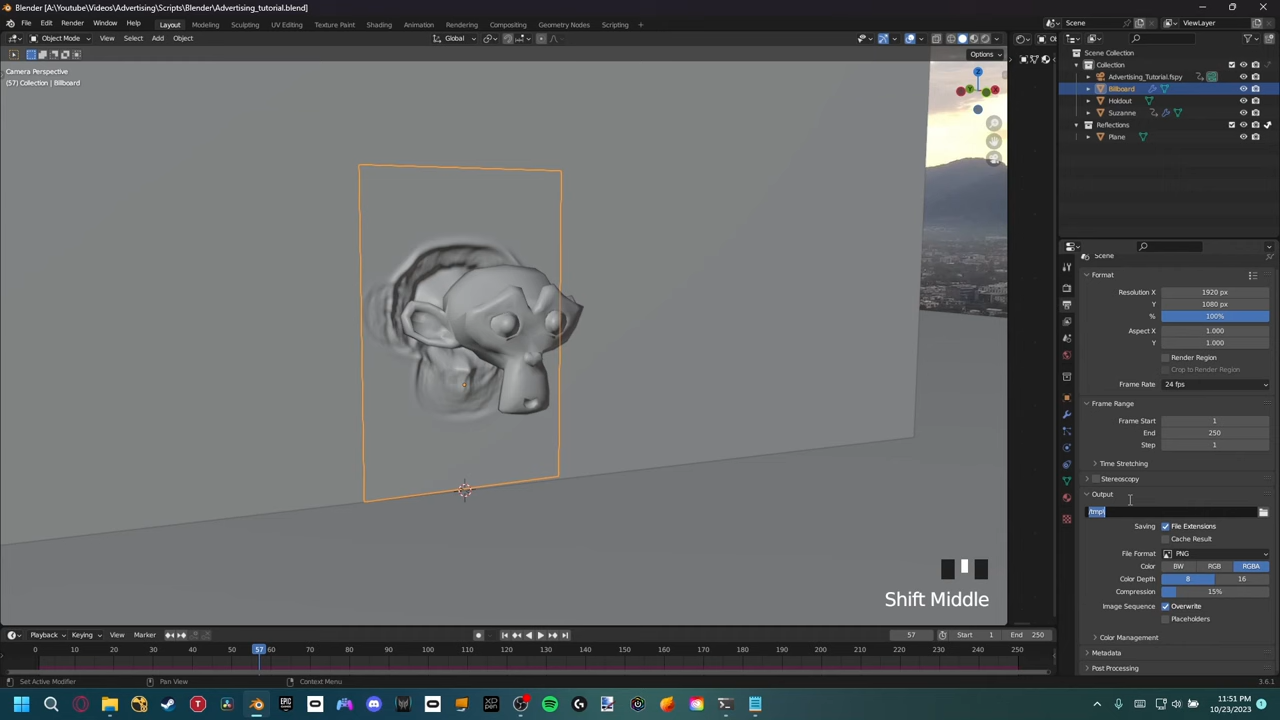 Blender [A:\Youtube\Videos\Advertising\Scripts\Blender\Advertising_tutorial.blend]
File Edit Render Window Help Layout Modeling Sculpting UV Editing Texture Paint Shading Animation Rendering Compositing Geometry Nodes Scripting + Scene ViewLayer
Object Mode View Select Add Object Global
Options
Camera Perspective
(57) Collection | Billboard
Scene Collection
Collection
Advertising_Tutorial.fspy
Billboard
Holdout
Suzanne
Reflections
Plane
Scene
Format
Resolution X 1920 px
Y 1080 px
% 100%
Aspect X 1.000
Y 1.000
Render Region
Crop to Render Region
Frame Rate 24 fps
Frame Range
Frame Start 1
End 250
Step 1
Time Stretching
Stereoscopy
Output
/tmp\
Saving File Extensions
Cache Result
File Format PNG
Color BW RGB RGBA
Color Depth 8 16
Compression 15%
Image Sequence Overwrite
Placeholders
Color Management
Metadata
Post Processing
Shift Middle
Playback Keying View Marker 57 Start 1 End 250
0 10 20 30 40 50 57 60 70 80 90 100 110 120 130 140 150 160 170 180 190 200 210 220 230 240 250
Set Active Modifier Pan View Context Menu 3.6.1
11:51 PM
10/23/2023